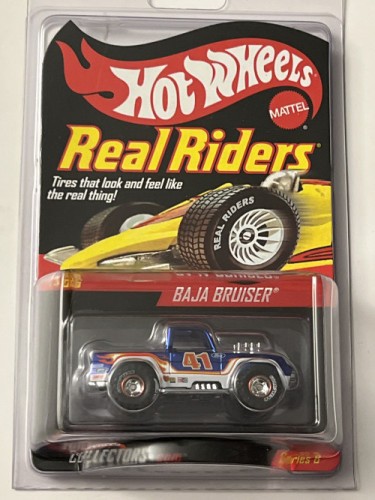 HOT WHEELS
MATTEL
Real Riders®
Tires that look and feel like
the real thing!
REAL RIDERS
BAJA BRUISER®
41
COLLECTORS
Series 8